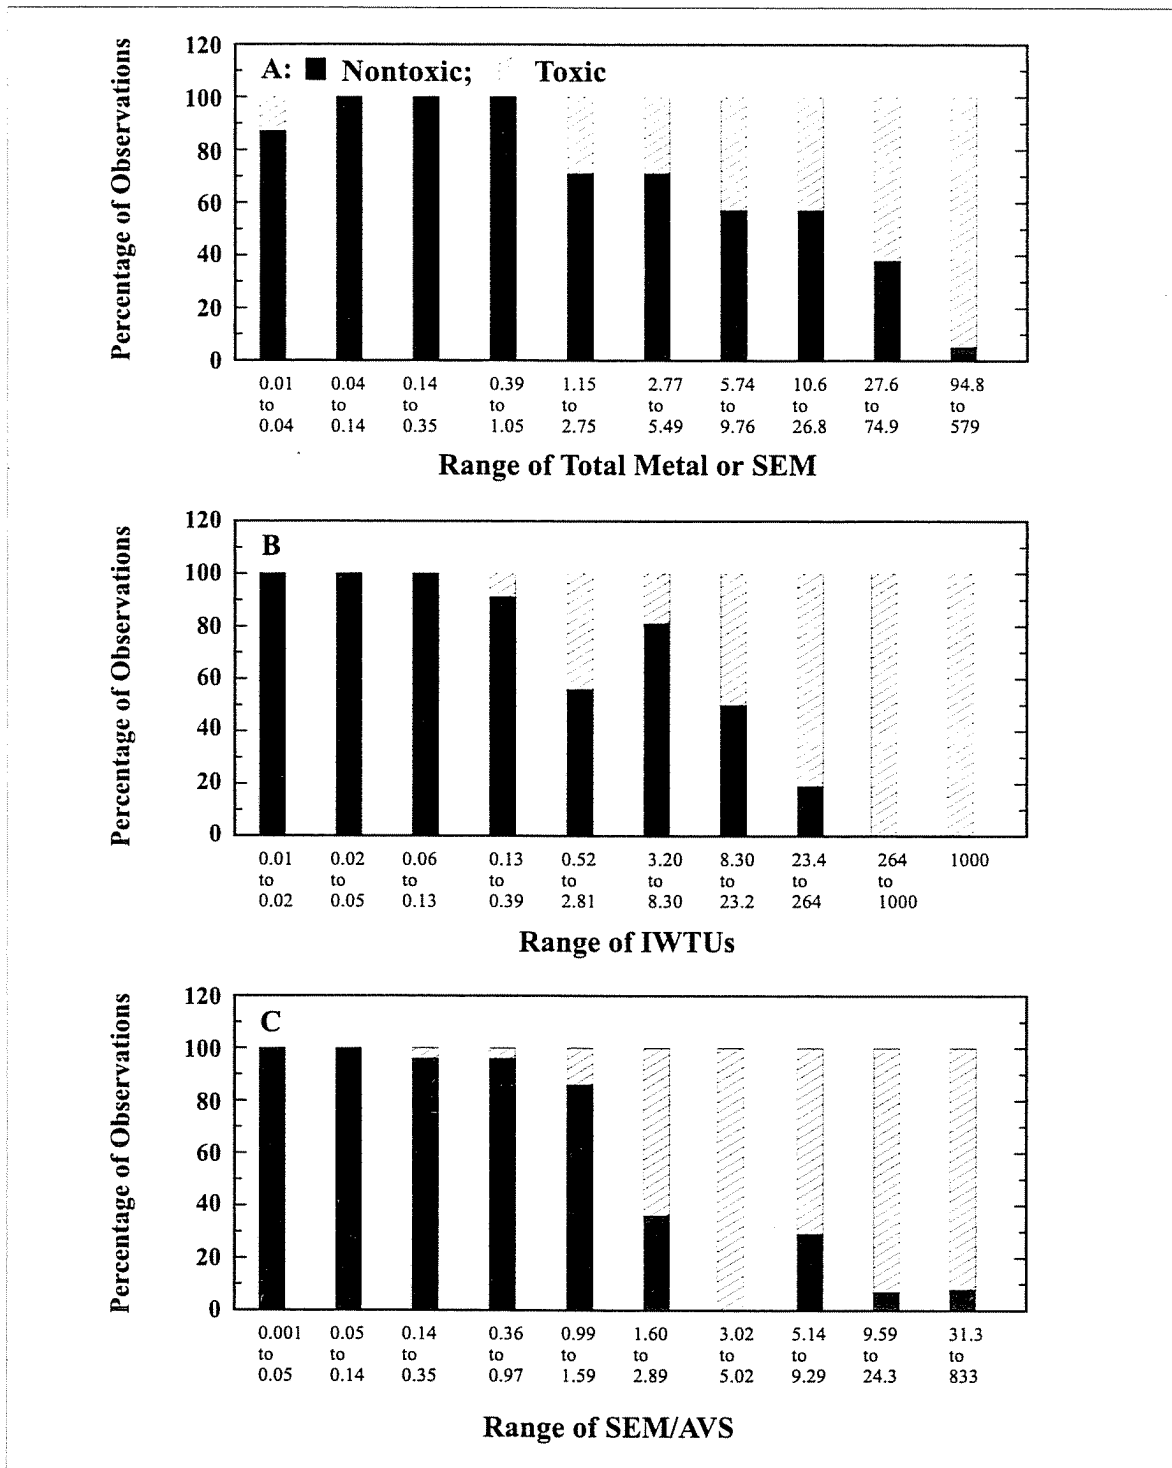 120
100
80
60
40
20
0
Percentage of Observations
A: Nontoxic; Toxic
0.01 0.04 0.14 0.39 1.15 2.77 5.74 10.6 27.6 94.8
to to to to to to to to to to
0.04 0.14 0.35 1.05 2.75 5.49 9.76 26.8 74.9 579
Range of Total Metal or SEM
120
100
80
60
40
20
0
Percentage of Observations
B
0.01 0.02 0.06 0.13 0.52 3.20 8.30 23.4 264 1000
to to to to to to to to to
0.02 0.05 0.13 0.39 2.81 8.30 23.2 264 1000
Range of IWTUs
120
100
80
60
40
20
0
Percentage of Observations
C
0.001 0.05 0.14 0.36 0.99 1.60 3.02 5.14 9.59 31.3
to to to to to to to to to to
0.05 0.14 0.35 0.97 1.59 2.89 5.02 9.29 24.3 833
Range of SEM/AVS